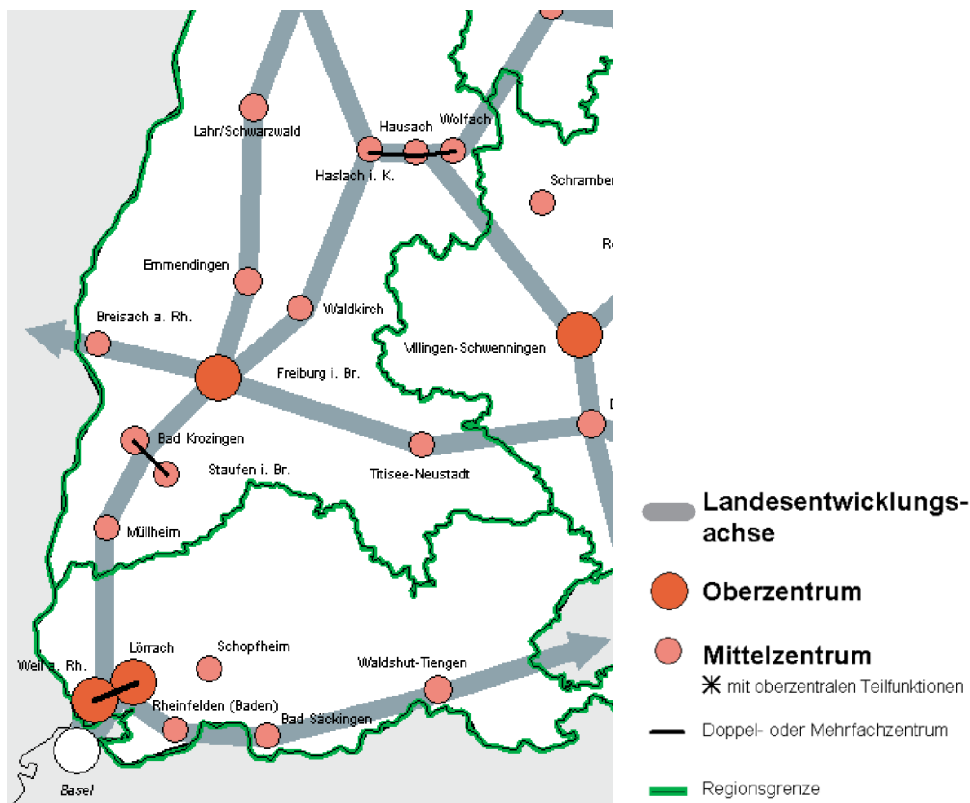 Lahr/Schwarzwald
Hausach
Wolfach
Haslach i. K.
Schramber
Emmendingen
Breisach a. Rh.
Waldkirch
Villingen-Schwenningen
Freiburg i. Br.
Bad Krozingen
Staufen i. Br.
Titisee-Neustadt
Müllheim
Weil a. Rh.
Lörrach
Schopfheim
Waldshut-Tiengen
Rheinfelden (Baden)
Bad Säckingen
Basel
Landesentwicklungs-
achse
Oberzentrum
Mittelzentrum
mit oberzentralen Teilfunktionen
Doppel- oder Mehrfachzentrum
Regionsgrenze